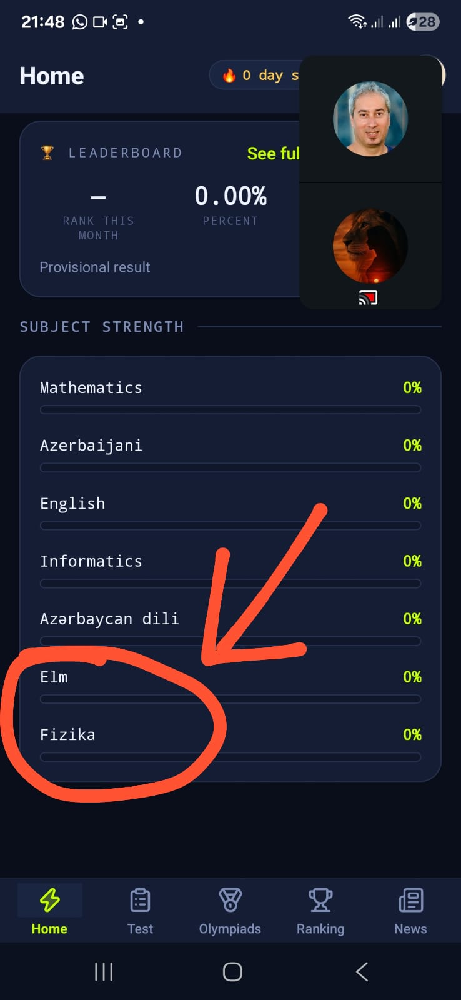 21:48
28
Home
🔥 0 day s
🏆 LEADERBOARD
See ful
–
0.00%
RANK THIS
MONTH
PERCENT
Provisional result
SUBJECT STRENGTH
Mathematics 0%
Azerbaijani 0%
English 0%
Informatics 0%
Azərbaycan dili 0%
Elm 0%
Fizika 0%
Home Test Olympiads Ranking News